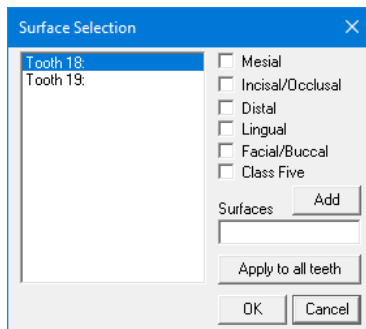 Surface Selection
Tooth 18:
Tooth 19:
Mesial
Incisal/Occlusal
Distal
Lingual
Facial/Buccal
Class Five
Surfaces
Add
Apply to all teeth
OK
Cancel